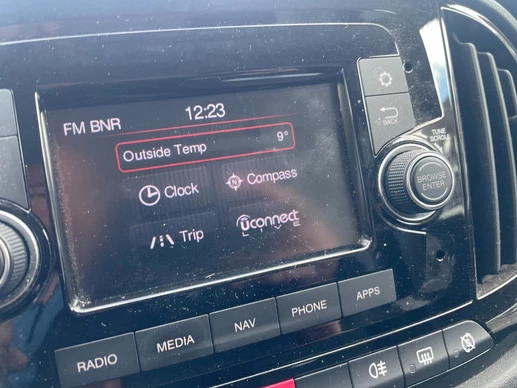 FM BNR 12:23
Outside Temp 9°
Clock Compass
Trip Uconnect
LIVE
BACK
TUNE
SCROLL
BROWSE
ENTER
RADIO MEDIA NAV PHONE APPS